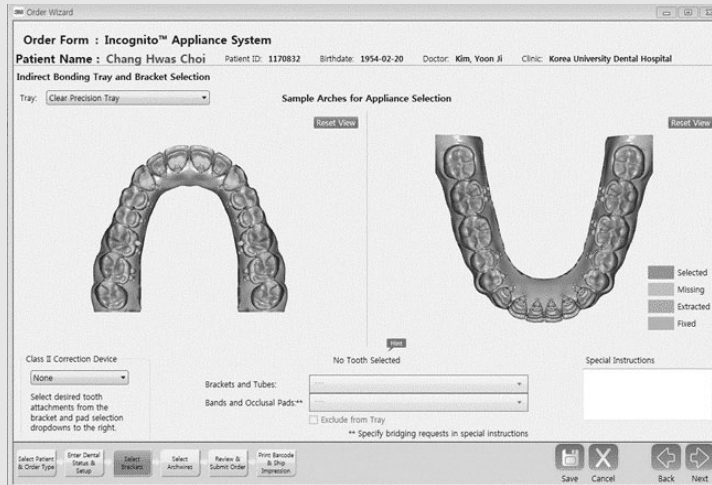 3M Order Wizard
Order Form : Incognito™ Appliance System
Patient Name : Chang Hwas Choi Patient ID: 1170832 Birthdate: 1954-02-20 Doctor: Kim, Yoon Ji Clinic: Korea University Dental Hospital
Indirect Bonding Tray and Bracket Selection
Tray: Clear Precision Tray
Sample Arches for Appliance Selection
Reset View
Reset View
Selected
Missing
Extracted
Fixed
Hint
No Tooth Selected
Class II Correction Device
None
Select desired tooth
attachments from the
bracket and pad selection
dropdowns to the right.
Brackets and Tubes: ---
Bands and Occlusal Pads:** ---
Exclude from Tray
** Specify bridging requests in special instructions
Special Instructions
Select Patient
& Order Type
Enter Dental
Status &
Setup
Select
Brackets
Select
Archwires
Review &
Submit Order
Print Barcode
& Ship
Impression
Save Cancel Back Next